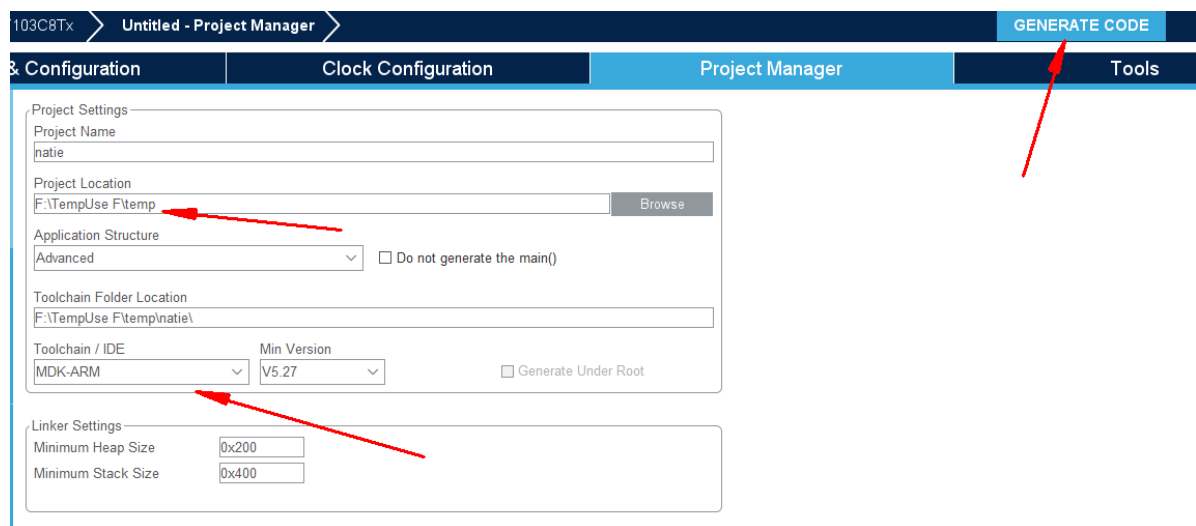 103C8Tx Untitled - Project Manager GENERATE CODE
& Configuration Clock Configuration Project Manager Tools
Project Settings
Project Name
natie
Project Location
F:\TempUse F\temp Browse
Application Structure
Advanced Do not generate the main()
Toolchain Folder Location
F:\TempUse F\temp\natie\
Toolchain / IDE Min Version
MDK-ARM V5.27 Generate Under Root
Linker Settings
Minimum Heap Size 0x200
Minimum Stack Size 0x400